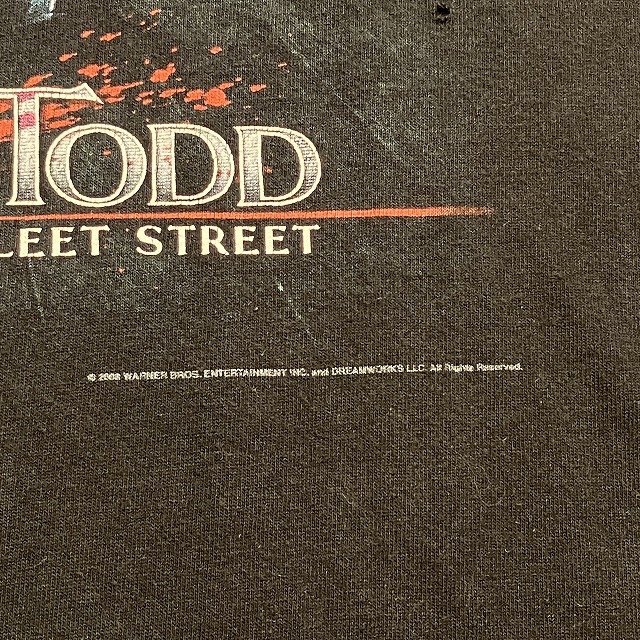 TODD
LEET STREET
© 2008 WARNER BROS. ENTERTAINMENT INC. and DREAMWORKS LLC. All Rights Reserved.